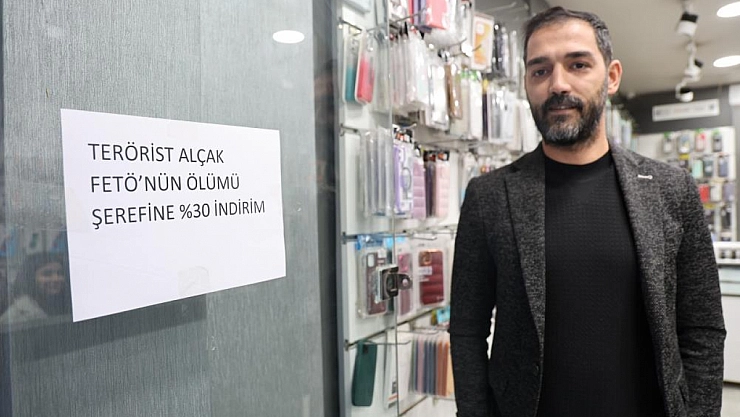 TERÖRİST ALÇAK
FETÖ’NÜN ÖLÜMÜ
ŞEREFİNE %30 İNDİRİM